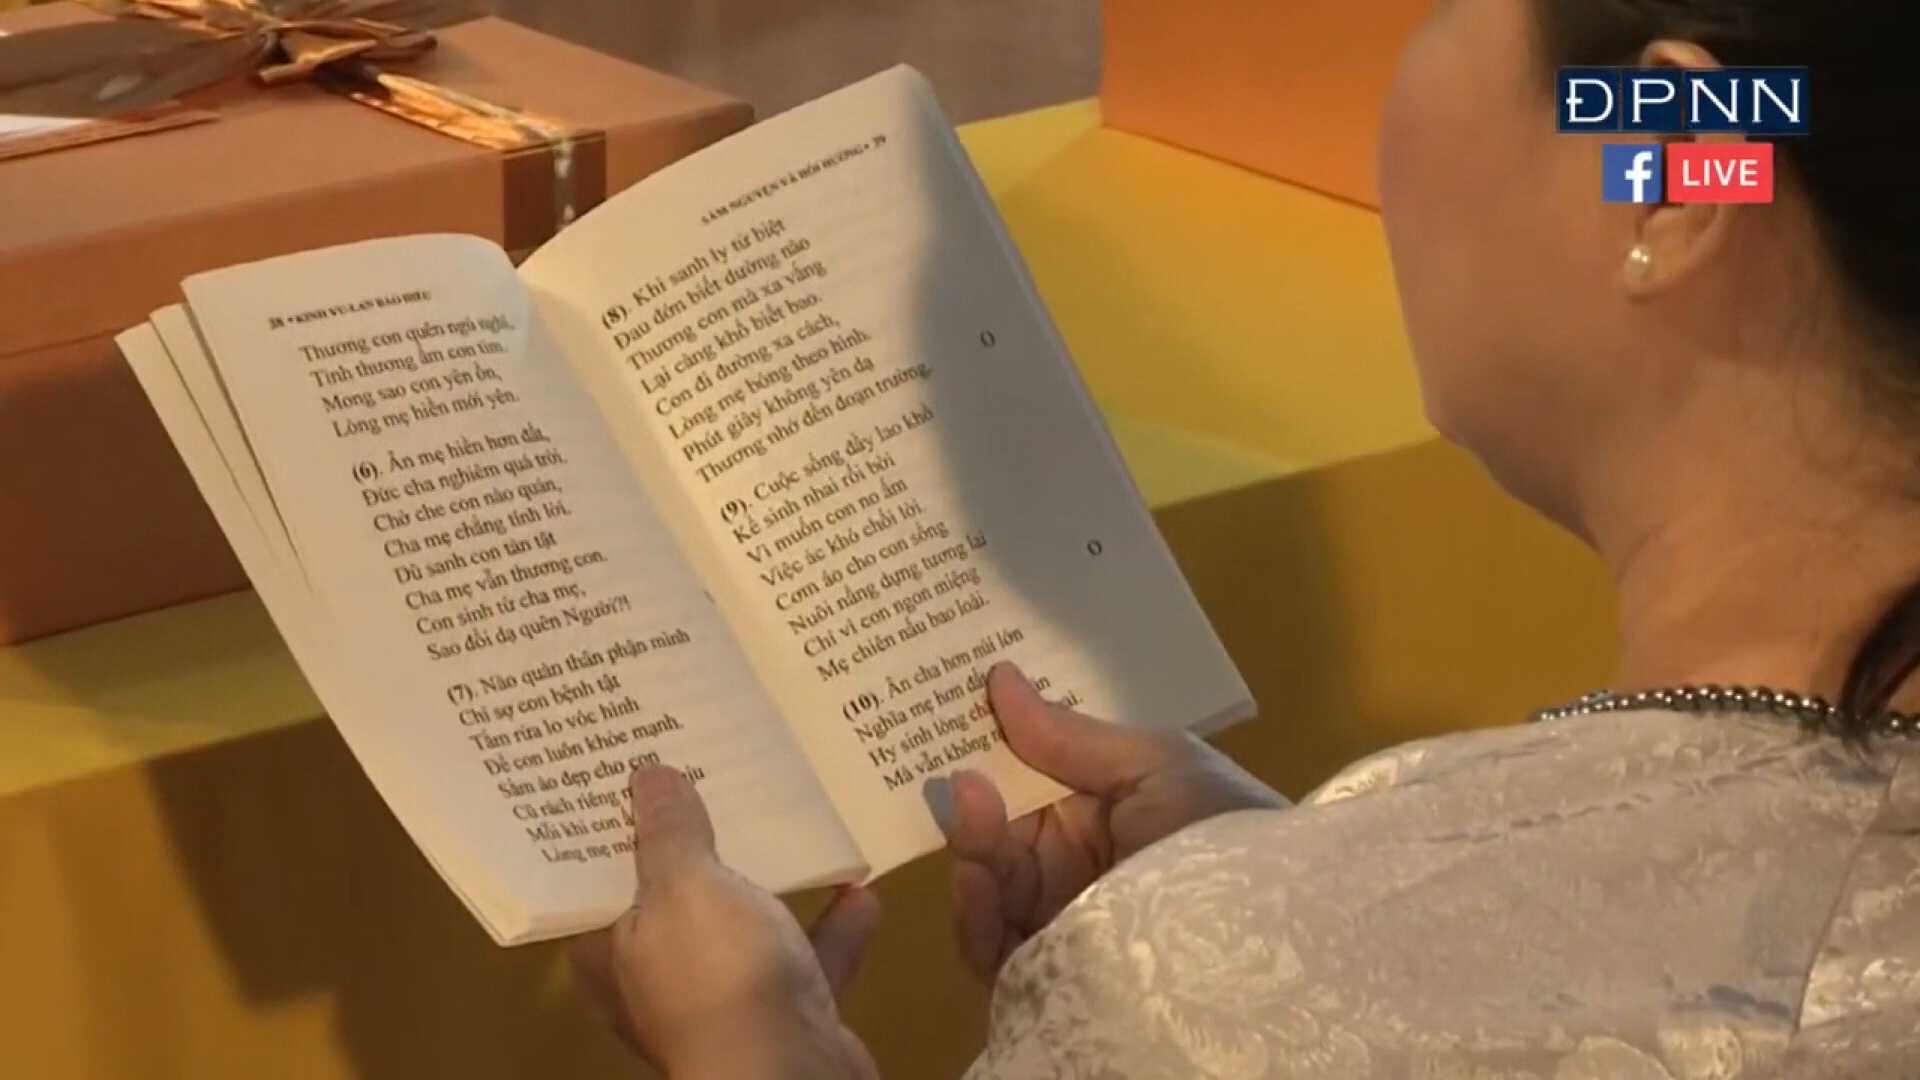 38 • KINH VU-LAN BÁO HIẾU
Thương con quên ngủ nghỉ,
Tình thương ấm con tim.
Mong sao con yên ổn,
Lòng mẹ hiền mới yên.
(6). Ân mẹ hiền hơn đất,
Đức cha nghiêm quá trời.
Chở che con nào quản,
Cha mẹ chẳng tính lời.
Dù sanh con tàn tật
Cha mẹ vẫn thương con.
Con sinh từ cha mẹ,
Sao đổi dạ quên Người?!
(7). Nào quản thân phận mình
Chỉ sợ con bệnh tật
Tắm rửa lo vóc hình
Để con luôn khỏe mạnh.
Sắm áo đẹp cho con
Cũ rách riêng
Mỗi khi con
Lòng mẹ
SÁM NGUYỆN VÀ HỒI HƯỚNG • 39
(8). Khi sanh ly tử biệt
Đau đớn biết dường nào
Thương con mà xa vắng
Lại càng khổ biết bao.
Con đi đường xa cách,
Lòng mẹ bóng theo hình.
Phút giây không yên dạ
Thương nhớ đến đoạn trường.
(9). Cuộc sống đầy lao khổ
Kế sinh nhai rối bời
Vì muốn con no ấm
Việc ác khó chối lời.
Cơm áo cho con sống
Nuôi nấng dựng tương lai
Chỉ vì con ngon miệng
Mẹ chiên nấu bao loài.
(10). Ân cha hơn núi lớn
Nghĩa mẹ hơn
Hy sinh lòng
Mà vẫn không
ĐPNN
f LIVE